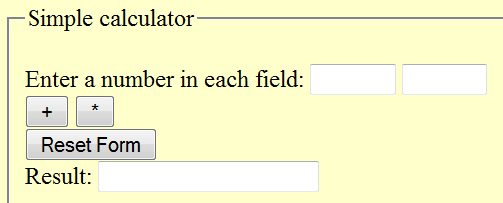 Simple calculator
Enter a number in each field:
+ *
Reset Form
Result: